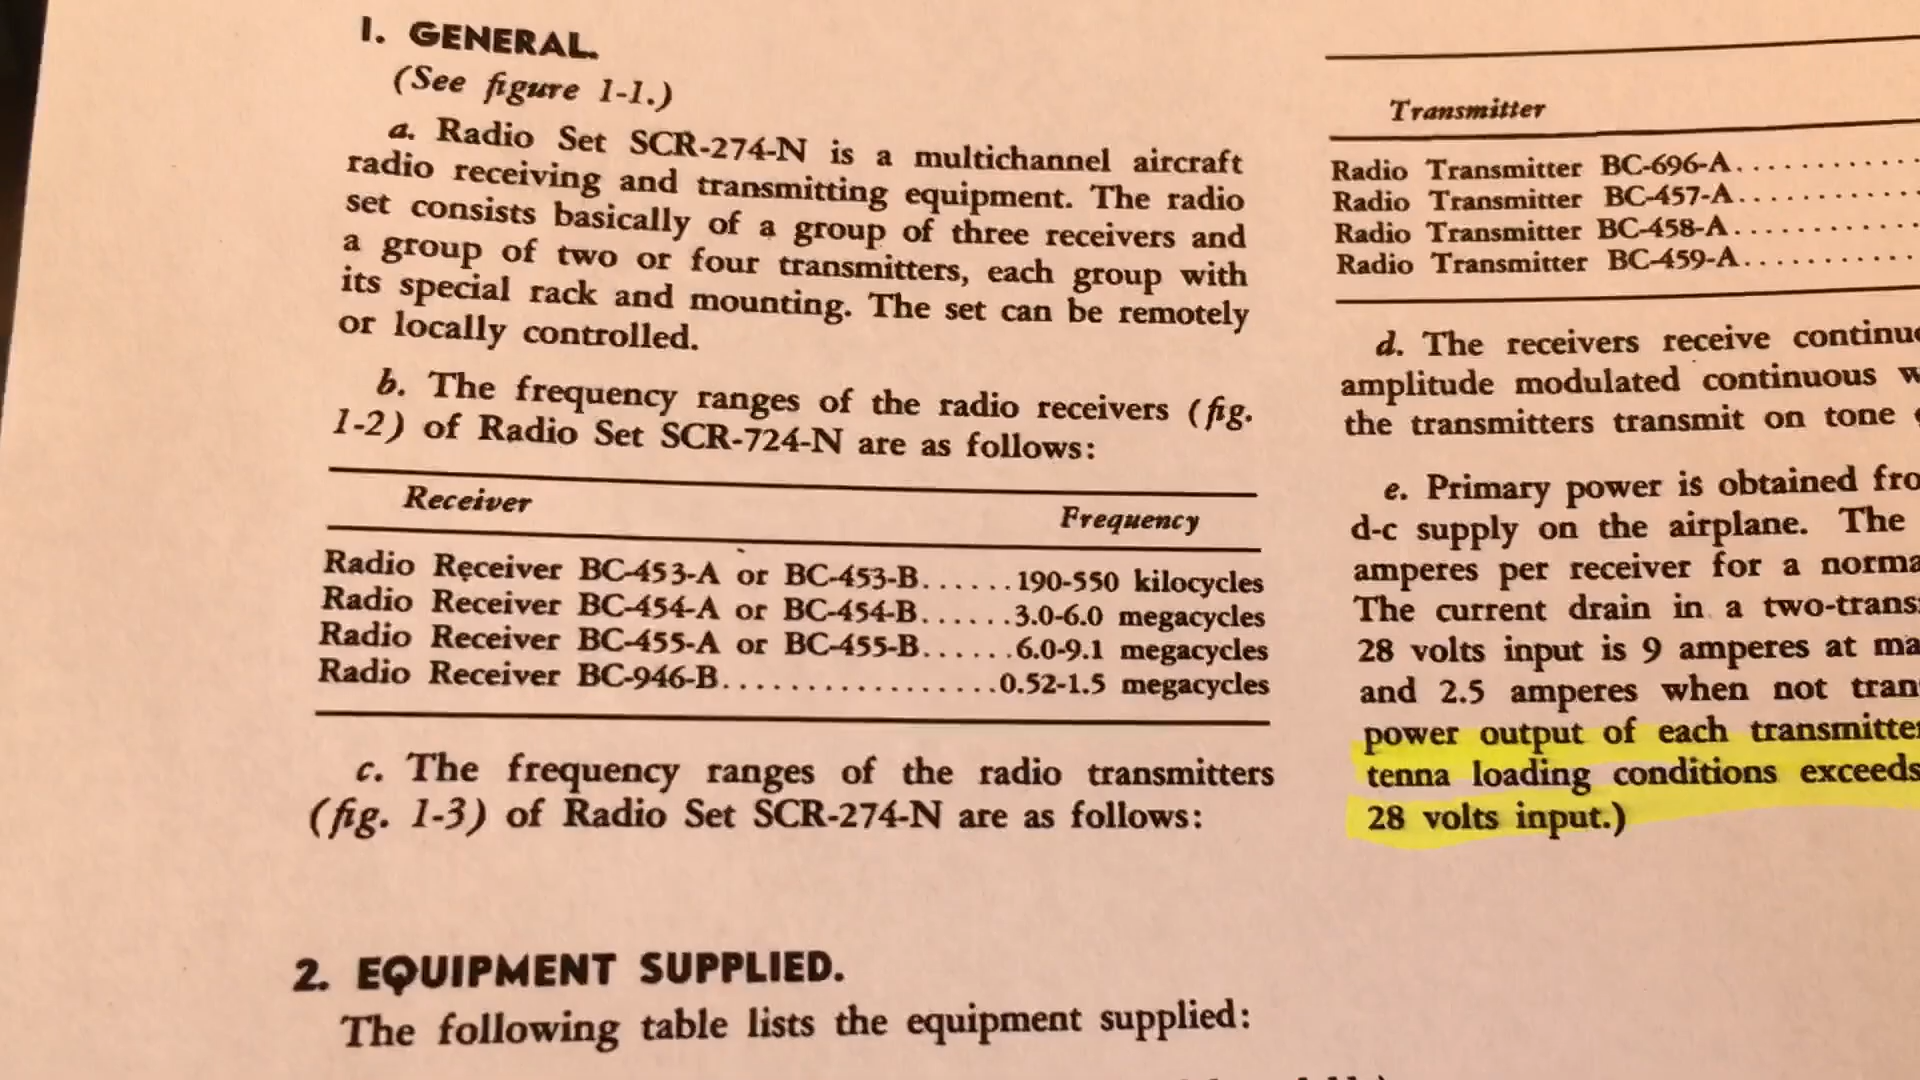 1. GENERAL.
(See figure 1-1.)
a. Radio Set SCR-274-N is a multichannel aircraft
radio receiving and transmitting equipment. The radio
set consists basically of a group of three receivers and
a group of two or four transmitters, each group with
its special rack and mounting. The set can be remotely
or locally controlled.
b. The frequency ranges of the radio receivers (fig.
1-2) of Radio Set SCR-724-N are as follows:
Receiver Frequency
Radio Receiver BC-453-A or BC-453-B......190-550 kilocycles
Radio Receiver BC-454-A or BC-454-B......3.0-6.0 megacycles
Radio Receiver BC-455-A or BC-455-B......6.0-9.1 megacycles
Radio Receiver BC-946-B.................0.52-1.5 megacycles
c. The frequency ranges of the radio transmitters
(fig. 1-3) of Radio Set SCR-274-N are as follows:
2. EQUIPMENT SUPPLIED.
The following table lists the equipment supplied:
Transmitter
Radio Transmitter BC-696-A...........
Radio Transmitter BC-457-A...........
Radio Transmitter BC-458-A...........
Radio Transmitter BC-459-A...........
d. The receivers receive continu
amplitude modulated continuous w
the transmitters transmit on tone
e. Primary power is obtained fro
d-c supply on the airplane. The
amperes per receiver for a norma
The current drain in a two-trans
28 volts input is 9 amperes at ma
and 2.5 amperes when not tran
power output of each transmitte
tenna loading conditions exceeds
28 volts input.)